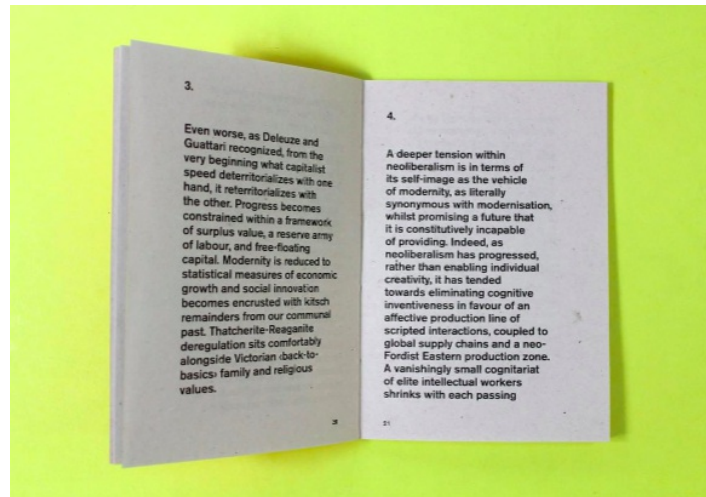 3.
Even worse, as Deleuze and
Guattari recognized, from the
very beginning what capitalist
speed deterritorializes with one
hand, it reterritorializes with
the other. Progress becomes
constrained within a framework
of surplus value, a reserve army
of labour, and free-floating
capital. Modernity is reduced to
statistical measures of economic
growth and social innovation
becomes encrusted with kitsch
remainders from our communal
past. Thatcherite-Reaganite
deregulation sits comfortably
alongside Victorian ‹back-to-
basics› family and religious
values.
4.
A deeper tension within
neoliberalism is in terms of
its self-image as the vehicle
of modernity, as literally
synonymous with modernisation,
whilst promising a future that
it is constitutively incapable
of providing. Indeed, as
neoliberalism has progressed,
rather than enabling individual
creativity, it has tended
towards eliminating cognitive
inventiveness in favour of an
affective production line of
scripted interactions, coupled to
global supply chains and a neo-
Fordist Eastern production zone.
A vanishingly small cognitariat
of elite intellectual workers
shrinks with each passing
21